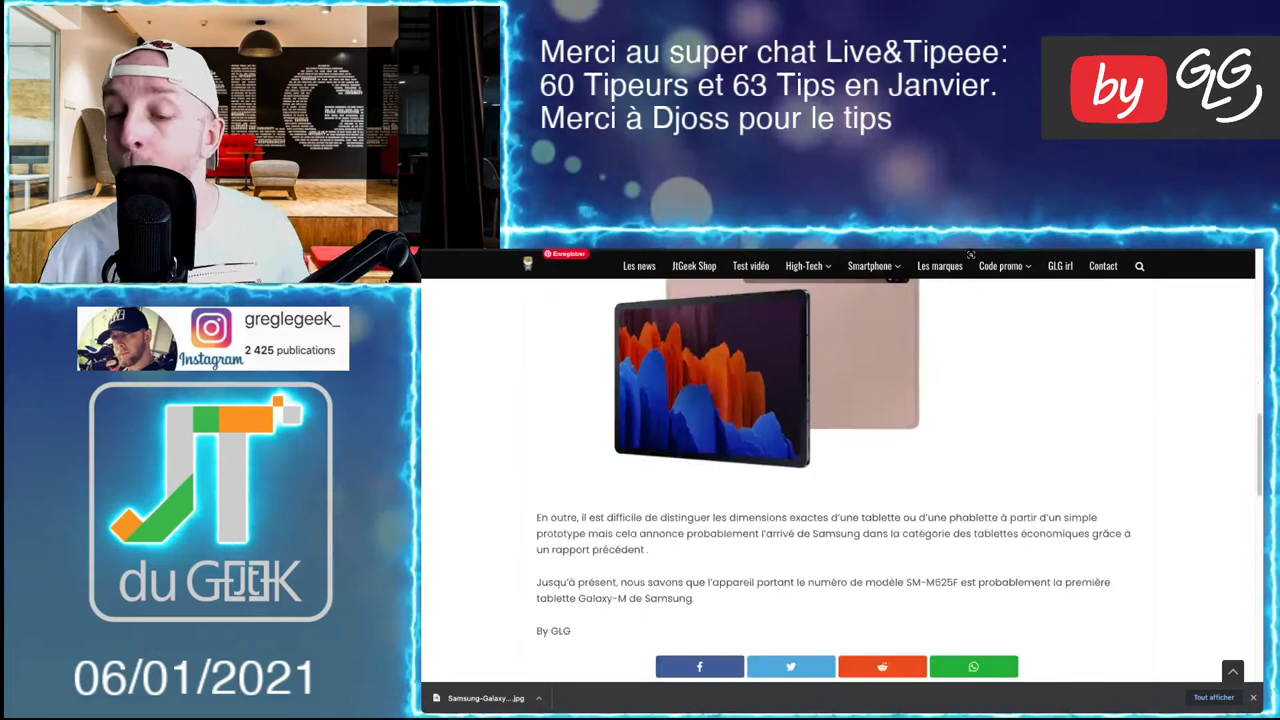 Merci au super chat Live&Tipeee:
60 Tipeurs et 63 Tips en Janvier.
Merci à Djoss pour le tips
by GLG
Enregistrer
Les news JtGeek Shop Test vidéo High-Tech Smartphone Les marques Code promo GLG irl Contact
greglegeek_
Instagram
2 425 publications
JT
du GEEK
06/01/2021
En outre, il est difficile de distinguer les dimensions exactes d'une tablette ou d'une phablette à partir d'un simple
prototype mais cela annonce probablement l'arrivé de Samsung dans la catégorie des tablettes économiques grâce à
un rapport précédent .
Jusqu'à présent, nous savons que l'appareil portant le numéro de modèle SM-M625F est probablement la première
tablette Galaxy-M de Samsung.
By GLG
Samsung-Galaxy....jpg
Tout afficher